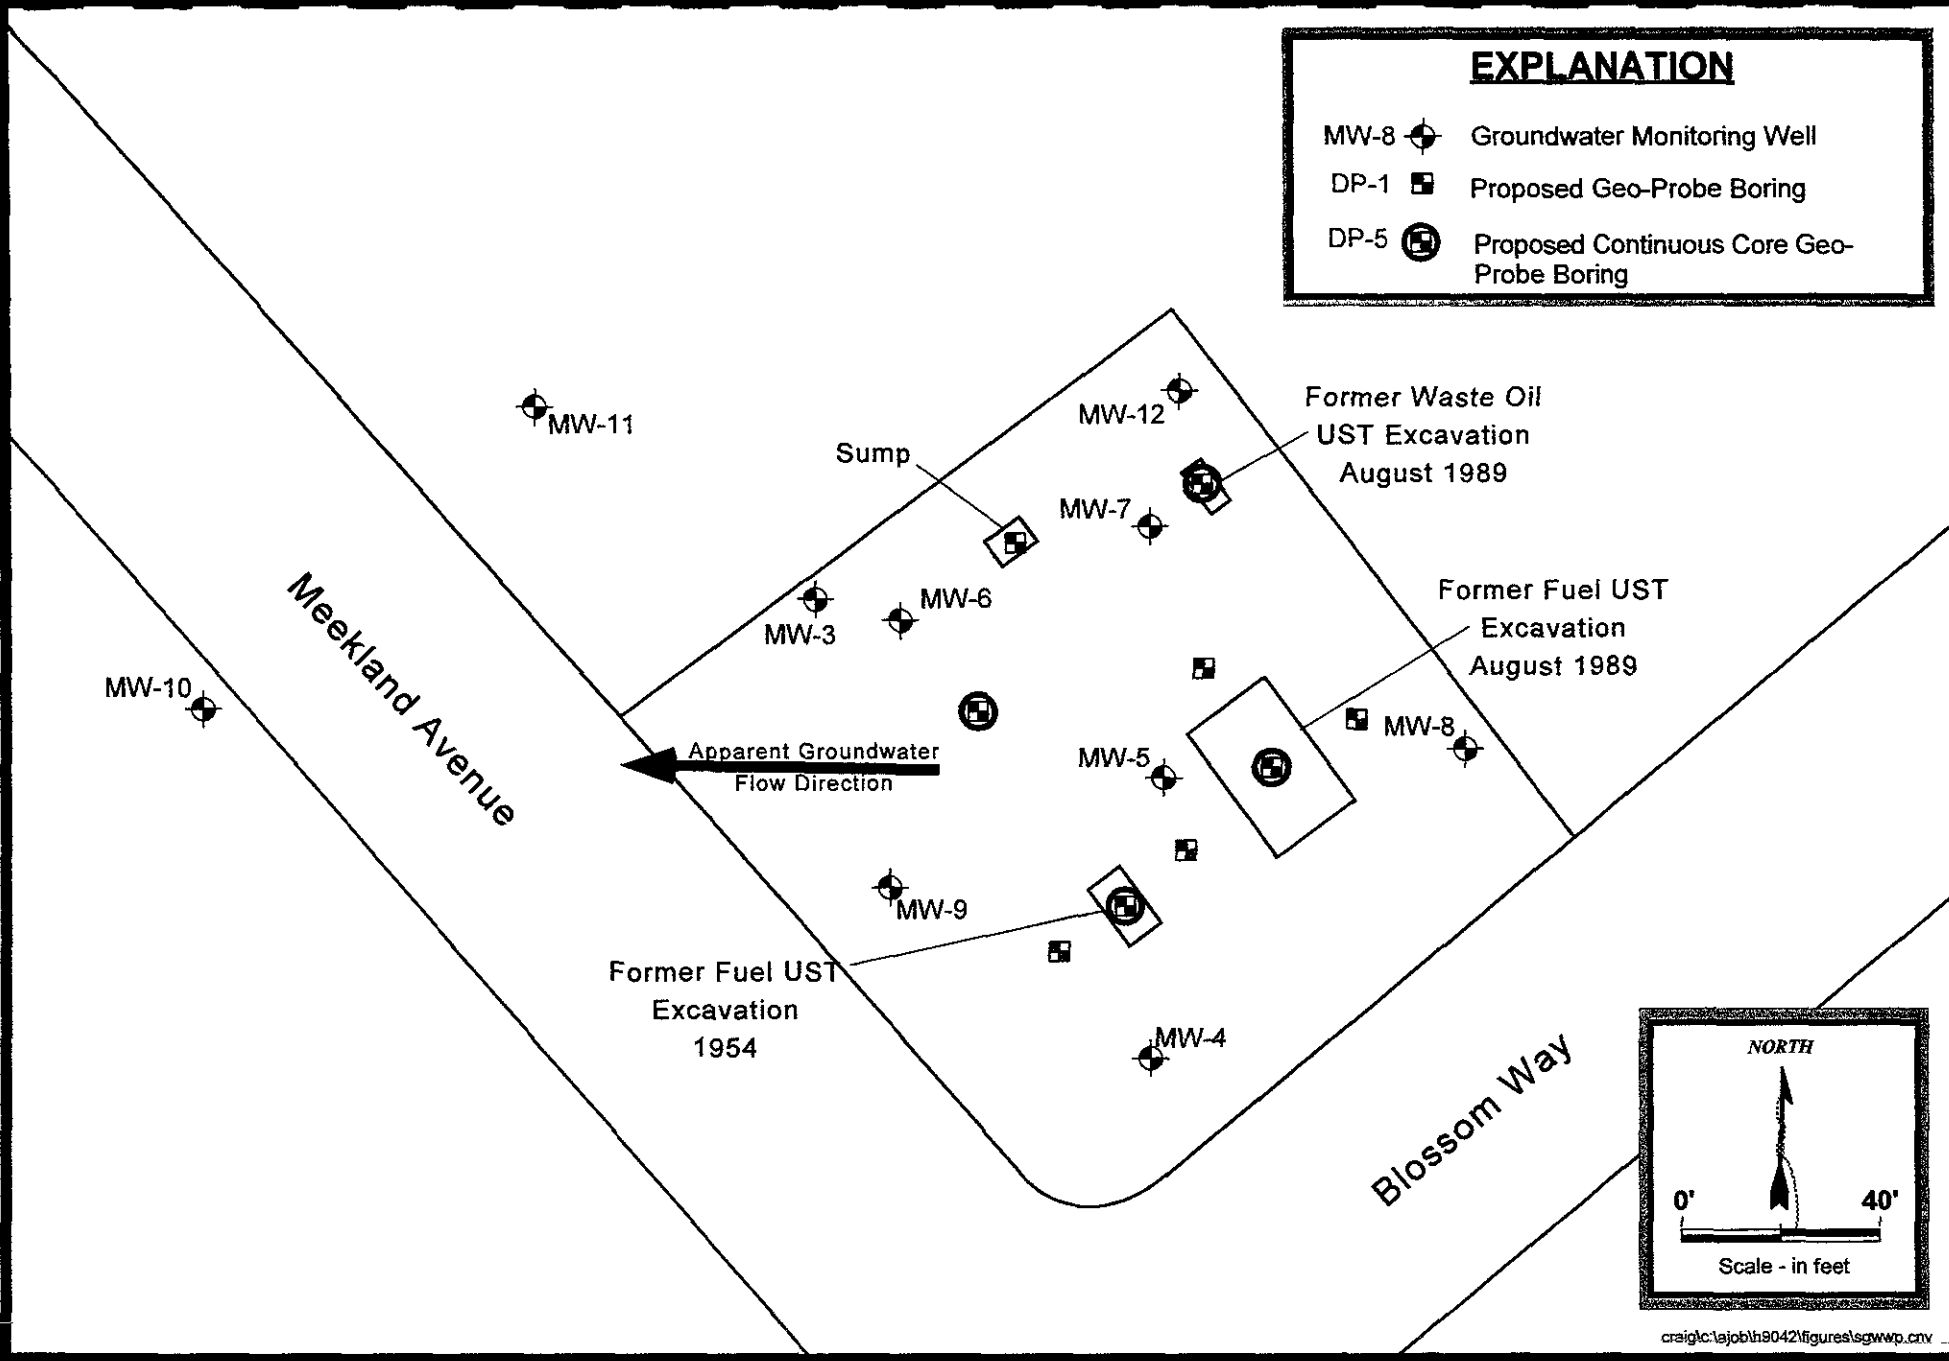 EXPLANATION
MW-8 Groundwater Monitoring Well
DP-1 Proposed Geo-Probe Boring
DP-5 Proposed Continuous Core Geo-
Probe Boring
MW-11
MW-12
Former Waste Oil
UST Excavation
August 1989
Sump
MW-7
MW-6
MW-3
Former Fuel UST
Excavation
August 1989
Meekland Avenue
MW-10
MW-8
Apparent Groundwater
Flow Direction
MW-5
MW-9
Former Fuel UST
Excavation
1954
MW-4
Blossom Way
NORTH
0' 40'
Scale - in feet
craig\c:\ajob\h9042\figures\sgwwp.cnv